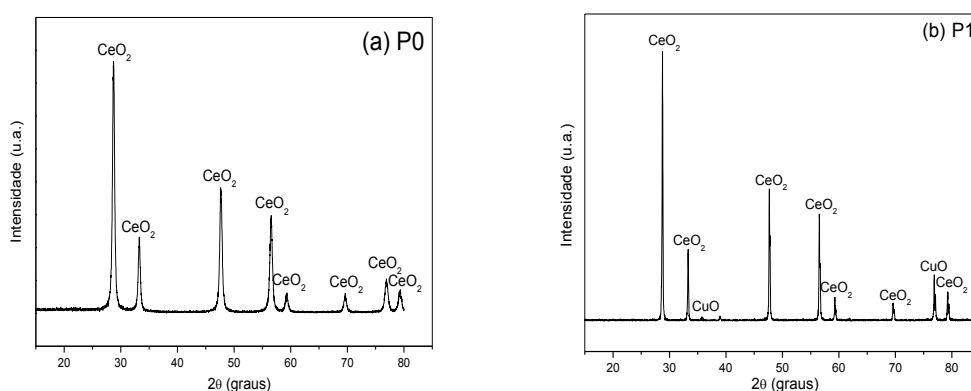 (a) P0
CeO₂
CeO₂
CeO₂
CeO₂
CeO₂
CeO₂
CeO₂
CeO₂
Intensidade (u.a.)
20 30 40 50 60 70 80
2θ (graus)
(b) P1
CeO₂
CeO₂
CuO
CeO₂
CeO₂
CeO₂
CeO₂
CuO
CeO₂
Intensidade (u.a.)
20 30 40 50 60 70 80
2θ (graus)